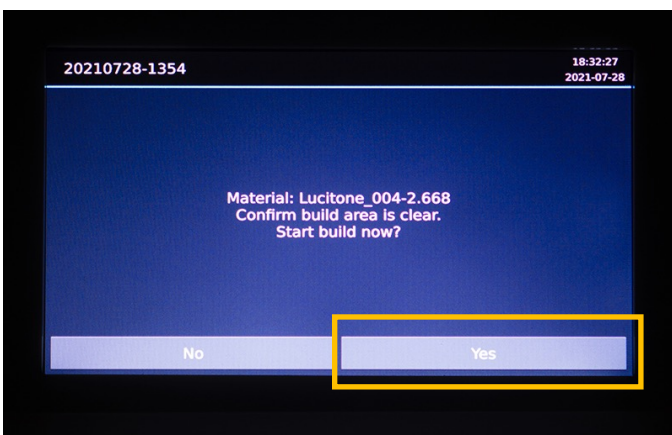 20210728-1354
18:32:27
2021-07-28
Material: Lucitone_004-2.668
Confirm build area is clear.
Start build now?
No
Yes